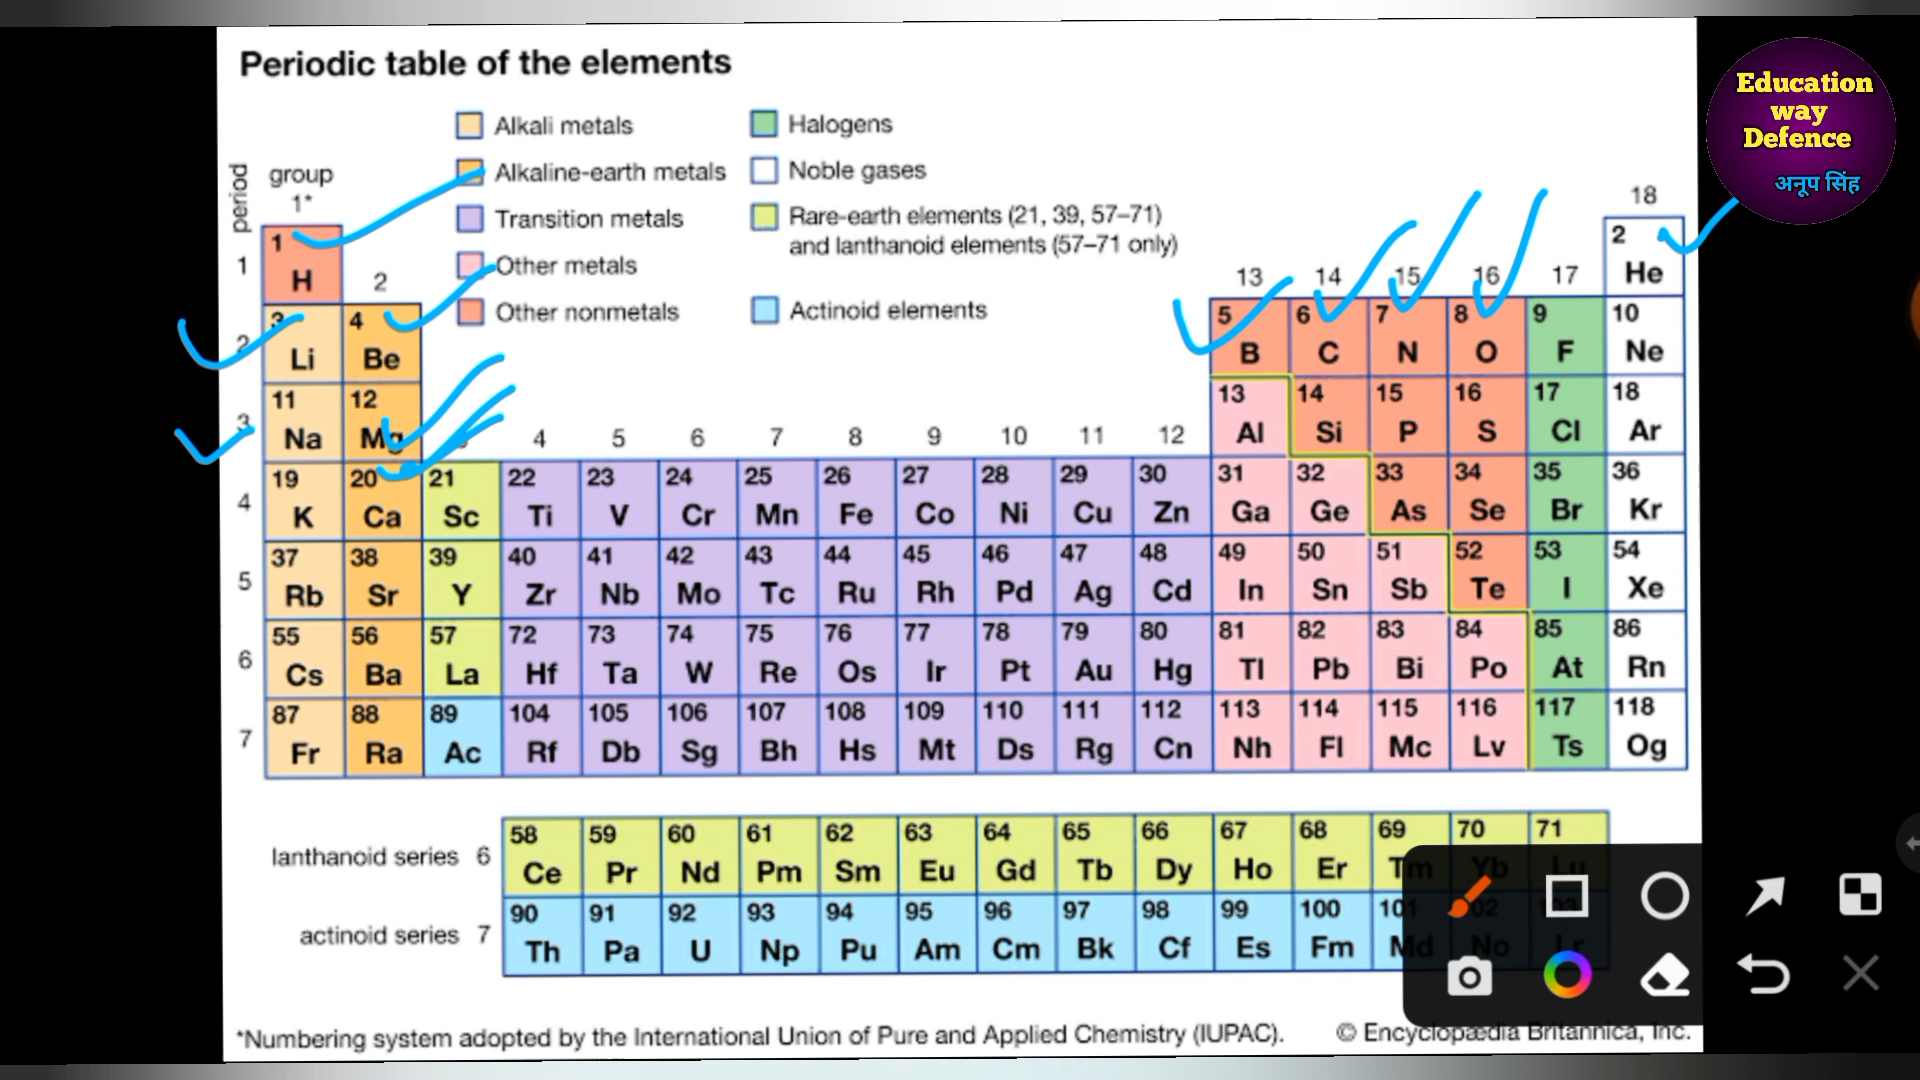 Periodic table of the elements
Education
way
Defence
अनूप सिंह
Alkali metals
Alkaline-earth metals
Transition metals
Other metals
Other nonmetals
Halogens
Noble gases
Rare-earth elements (21, 39, 57–71)
and lanthanoid elements (57–71 only)
Actinoid elements
period
group
1* 2 3 4 5 6 7 8 9 10 11 12 13 14 15 16 17 18
1
1 2
H He
2
3 4 5 6 7 8 9 10
Li Be B C N O F Ne
3
11 12 13 14 15 16 17 18
Na Mg Al Si P S Cl Ar
4
19 20 21 22 23 24 25 26 27 28 29 30 31 32 33 34 35 36
K Ca Sc Ti V Cr Mn Fe Co Ni Cu Zn Ga Ge As Se Br Kr
5
37 38 39 40 41 42 43 44 45 46 47 48 49 50 51 52 53 54
Rb Sr Y Zr Nb Mo Tc Ru Rh Pd Ag Cd In Sn Sb Te I Xe
6
55 56 57 72 73 74 75 76 77 78 79 80 81 82 83 84 85 86
Cs Ba La Hf Ta W Re Os Ir Pt Au Hg Tl Pb Bi Po At Rn
7
87 88 89 104 105 106 107 108 109 110 111 112 113 114 115 116 117 118
Fr Ra Ac Rf Db Sg Bh Hs Mt Ds Rg Cn Nh Fl Mc Lv Ts Og
lanthanoid series 6
58 59 60 61 62 63 64 65 66 67 68 69 70 71
Ce Pr Nd Pm Sm Eu Gd Tb Dy Ho Er Tm Yb Lu
actinoid series 7
90 91 92 93 94 95 96 97 98 99 100 101 102 103
Th Pa U Np Pu Am Cm Bk Cf Es Fm Md No Lr
*Numbering system adopted by the International Union of Pure and Applied Chemistry (IUPAC).
© Encyclopædia Britannica, Inc.